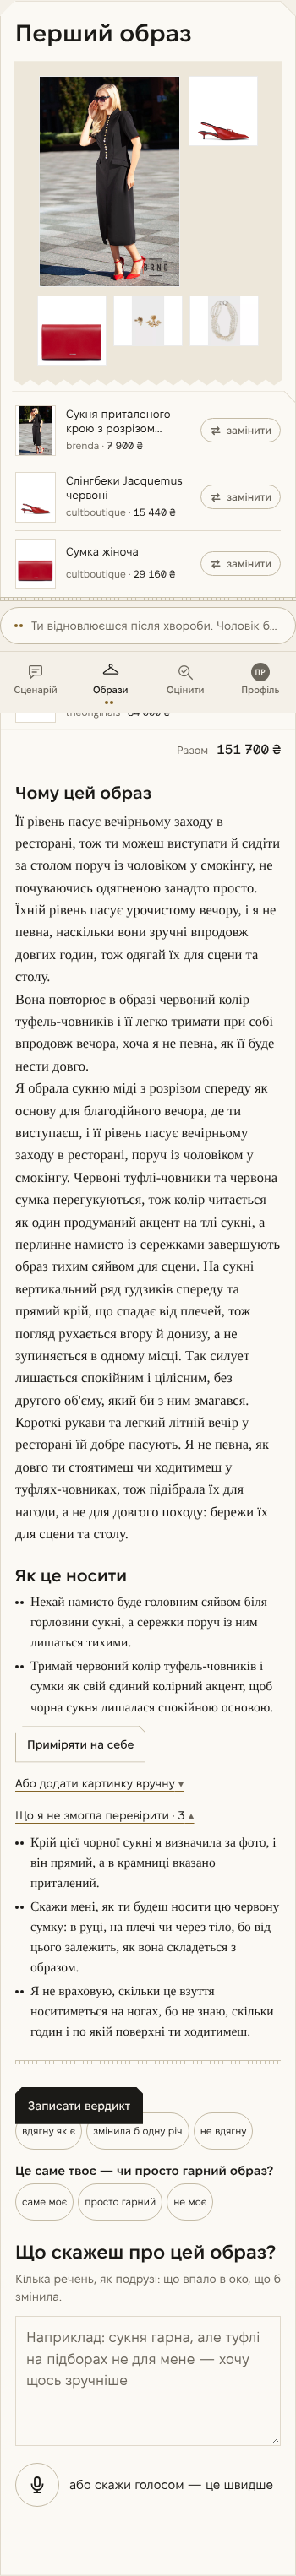 Перший образ
BRND
Сукня приталеного
крою з розрізом...
brenda · 7 900 ₴
⇄ замінити
Слінгбеки Jacquemus
червоні
cultboutique · 15 440 ₴
⇄ замінити
Сумка жіноча
cultboutique · 29 160 ₴
⇄ замінити
Ти відновлюєшся після хвороби. Чоловік б...
Сценарій
Образи
Оцінити
ПР
Профіль
Разом 151 700 ₴
Чому цей образ
Її рівень пасує вечірньому заходу в
ресторані, тож ти можеш виступати й сидіти
за столом поруч із чоловіком у смокінгу, не
почуваючись одягненою занадто просто.
Їхній рівень пасує урочистому вечору, і я не
певна, наскільки вони зручні впродовж
довгих годин, тож одягай їх для сцени та
столу.
Вона повторює в образі червоний колір
туфель-човників і її легко тримати при собі
впродовж вечора, хоча я не певна, як її буде
нести довго.
Я обрала сукню міді з розрізом спереду як
основу для благодійного вечора, де ти
виступаєш, і її рівень пасує вечірньому
заходу в ресторані, поруч із чоловіком у
смокінгу. Червоні туфлі-човники та червона
сумка перегукуються, тож колір читається
як один продуманий акцент на тлі сукні, а
перлинне намисто із сережками завершують
образ тихим сяйвом для сцени. На сукні
вертикальний ряд ґудзиків спереду та
прямий крій, що спадає від плечей, тож
погляд рухається вгору й донизу, а не
зупиняється в одному місці. Так силует
лишається спокійним і цілісним, без
другого об'єму, який би з ним змагався.
Короткі рукави та легкий літній вечір у
ресторані їй добре пасують. Я не певна, як
довго ти стоятимеш чи ходитимеш у
туфлях-човниках, тож підібрала їх для
нагоди, а не для довгого походу: бережи їх
для сцени та столу.
Як це носити
•• Нехай намисто буде головним сяйвом біля
горловини сукні, а сережки поруч із ним
лишаться тихими.
•• Тримай червоний колір туфель-човників і
сумки як свій єдиний колірний акцент, щоб
чорна сукня лишалася спокійною основою.
Приміряти на себе
Або додати картинку вручну ▾
Що я не змогла перевірити · 3 ▴
•• Крій цієї чорної сукні я визначила за фото, і
він прямий, а в крамниці вказано
приталений.
•• Скажи мені, як ти будеш носити цю червону
сумку: в руці, на плечі чи через тіло, бо від
цього залежить, як вона складеться з
образом.
•• Я не враховую, скільки це взуття
носитиметься на ногах, бо не знаю, скільки
годин і по якій поверхні ти ходитимеш.
Записати вердикт
вдягну як є
змінила б одну річ
не вдягну
Це саме твоє — чи просто гарний образ?
саме моє
просто гарний
не моє
Що скажеш про цей образ?
Кілька речень, як подрузі: що впало в око, що б
змінила.
Наприклад: сукня гарна, але туфлі
на підборах не для мене — хочу
щось зручніше
або скажи голосом — це швидше